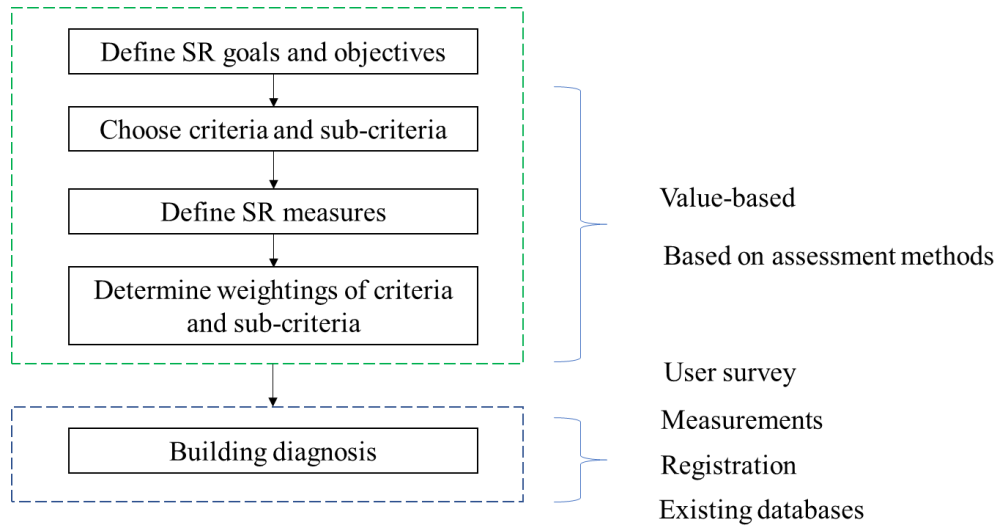 Define SR goals and objectives
Choose criteria and sub-criteria
Define SR measures
Determine weightings of criteria
and sub-criteria
Value-based
Based on assessment methods
Building diagnosis
User survey
Measurements
Registration
Existing databases